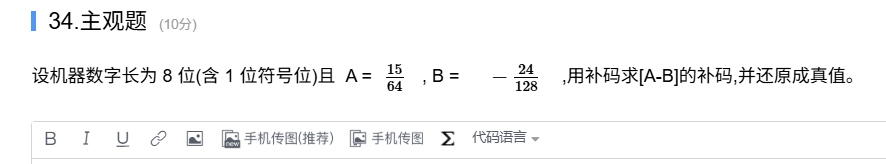 34.主观题 (10分)
设机器数字长为 8 位(含 1 位符号位)且 A = 15/64 , B = - 24/128 ,用补码求[A-B]的补码,并还原成真值。
B I U new 手机传图(推荐) 手机传图 Σ 代码语言